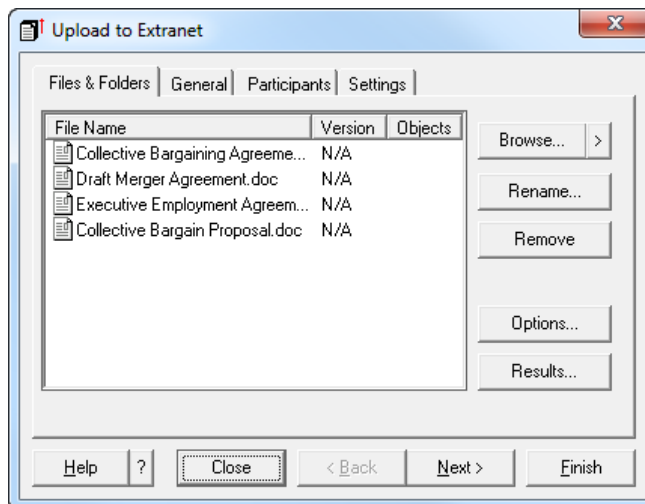 Upload to Extranet
Files & Folders General Participants Settings
File Name Version Objects
Collective Bargaining Agreeme... N/A
Draft Merger Agreement.doc N/A
Executive Employment Agreem... N/A
Collective Bargain Proposal.doc N/A
Browse... >
Rename...
Remove
Options...
Results...
Help ? Close < Back Next > Finish